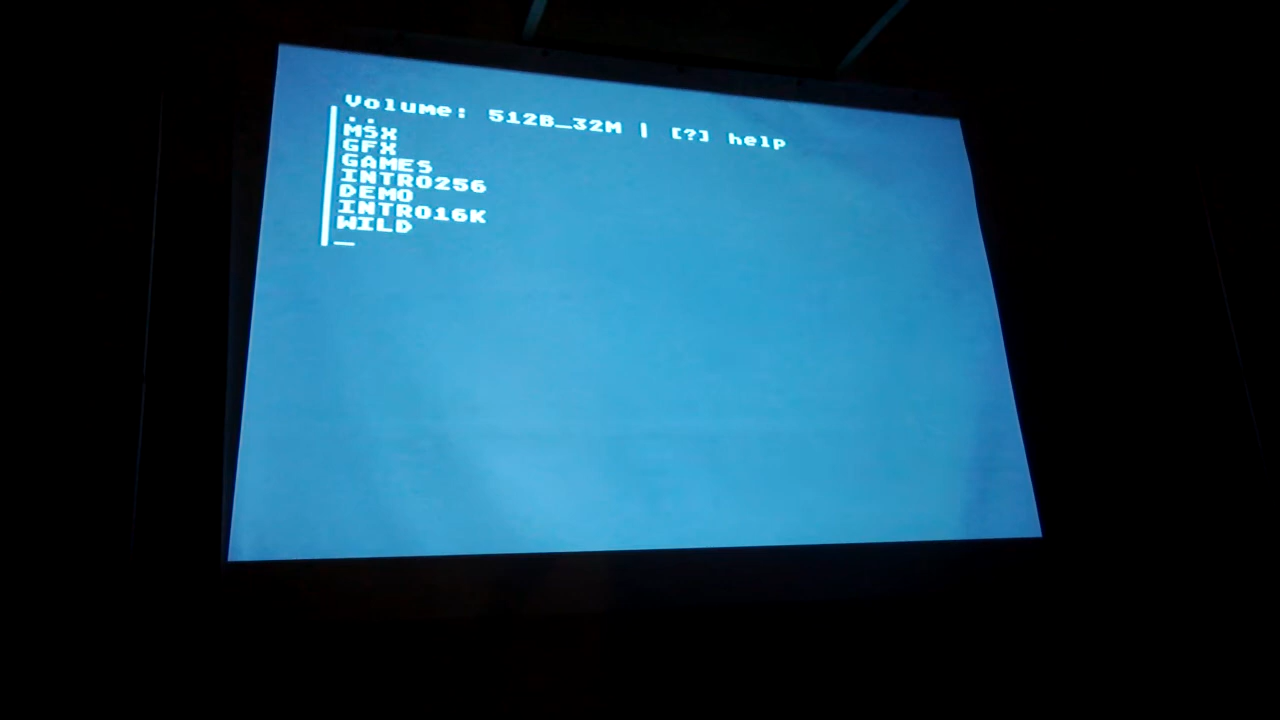 Volume: 512B_32M | [?] help
..
MSX
GFX
GAMES
INTRO256
DEMO
INTRO16K
WILD
_